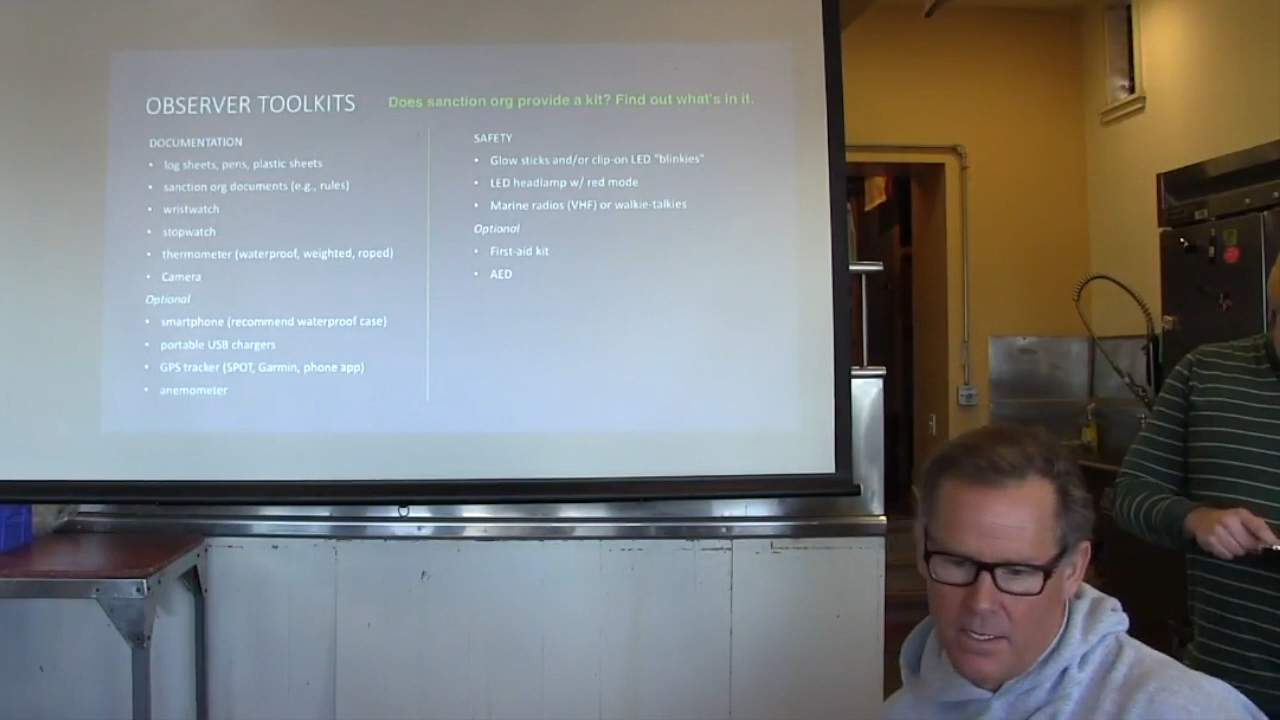 OBSERVER TOOLKITS
Does sanction org provide a kit? Find out what's in it.
DOCUMENTATION
• log sheets, pens, plastic sheets
• sanction org documents (e.g., rules)
• wristwatch
• stopwatch
• thermometer (waterproof, weighted, roped)
• Camera
Optional
• smartphone (recommend waterproof case)
• portable USB chargers
• GPS tracker (SPOT, Garmin, phone app)
• anemometer
SAFETY
• Glow sticks and/or clip-on LED "blinkies"
• LED headlamp w/ red mode
• Marine radios (VHF) or walkie-talkies
Optional
• First-aid kit
• AED